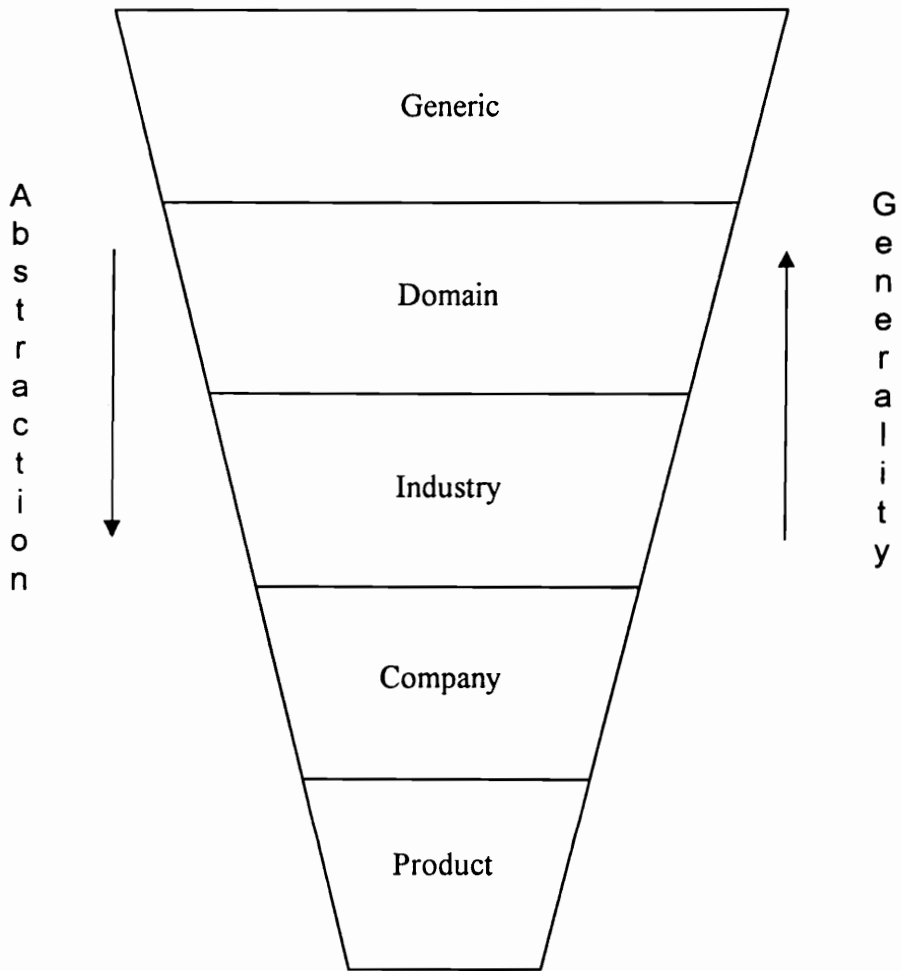 Generic
Abstraction
Generality
Domain
Industry
Company
Product